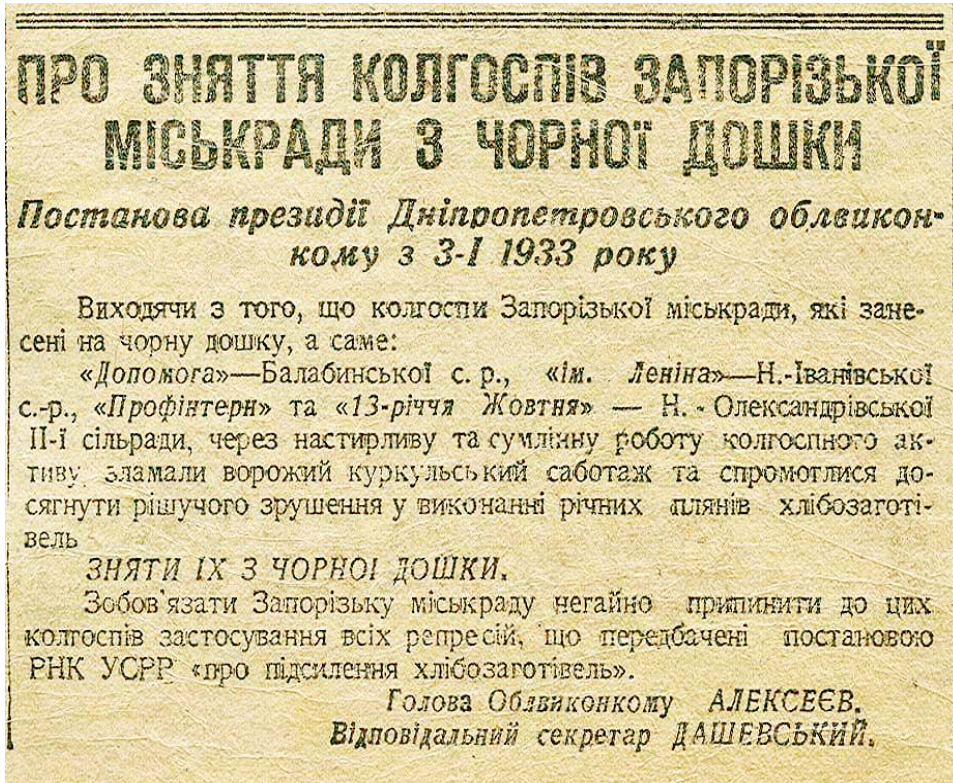 ПРО ЗНЯТТЯ КОЛГОСПІВ ЗАПОРІЗЬКОЇ
МІСЬКРАДИ З ЧОРНОЇ ДОШКИ
Постанова президії Дніпропетровського облвикон-
кому з 3-І 1933 року
Виходячи з того, що колгоспи Запорізької міськради, які зане-
сені на чорну дошку, а саме:
«Допомога»—Балабинської с. р., «ім. Леніна»—Н.-Іванівської
с.-р., «Профінтерн» та «13-річчя Жовтня» — Н. - Олександрівської
ІІ-ї сільради, через настирливу та сумлінну роботу колгоспного ак-
тиву зламали ворожий куркульський саботаж та спромоглися до-
сягнути рішучого зрушення у виконанні річних плянів хлібозаготі-
вель
ЗНЯТИ ЇХ З ЧОРНОЇ ДОШКИ.
Зобов'язати Запорізьку міськраду негайно припинити до цих
колгоспів застосування всіх репресій, що передбачені постановою
РНК УСРР «про підсилення хлібозаготівель».
Голова Облвиконкому АЛЕКСЕЄВ.
Відповідальний секретар ДАШЕВСЬКИЙ.